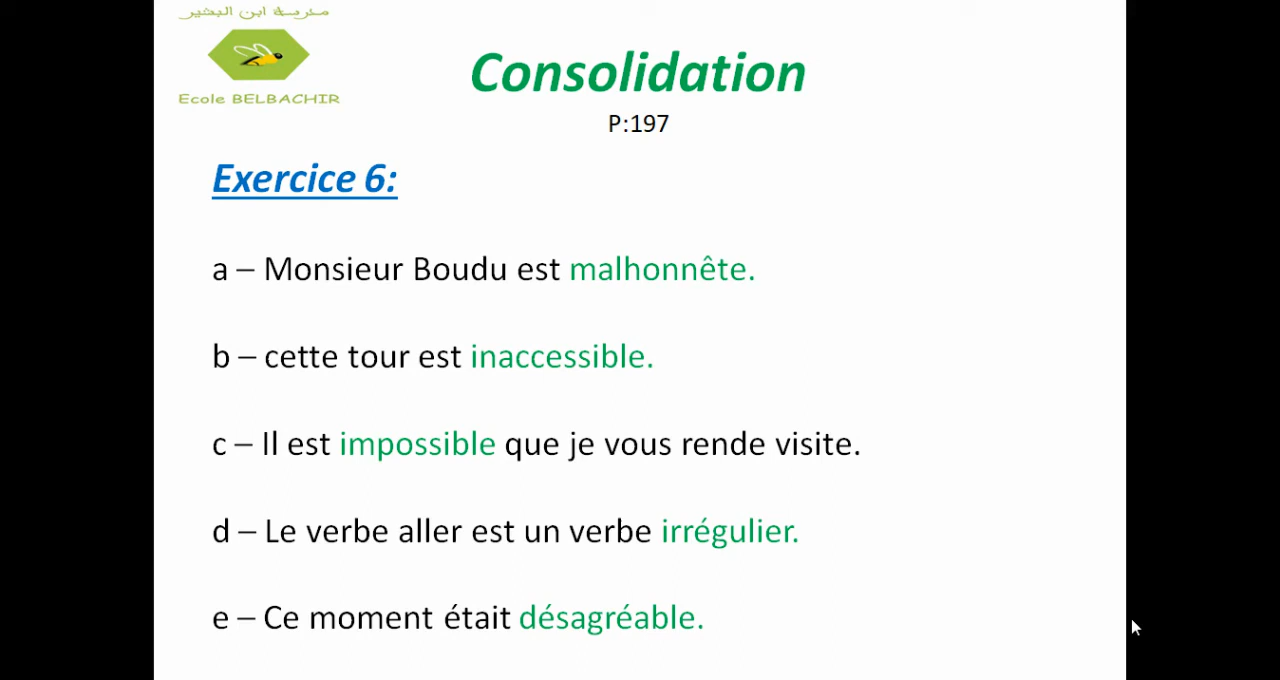 مدرسة ابن البشير
Ecole BELBACHIR
Consolidation
P:197
Exercice 6:
a – Monsieur Boudu est malhonnête.
b – cette tour est inaccessible.
c – Il est impossible que je vous rende visite.
d – Le verbe aller est un verbe irrégulier.
e – Ce moment était désagréable.